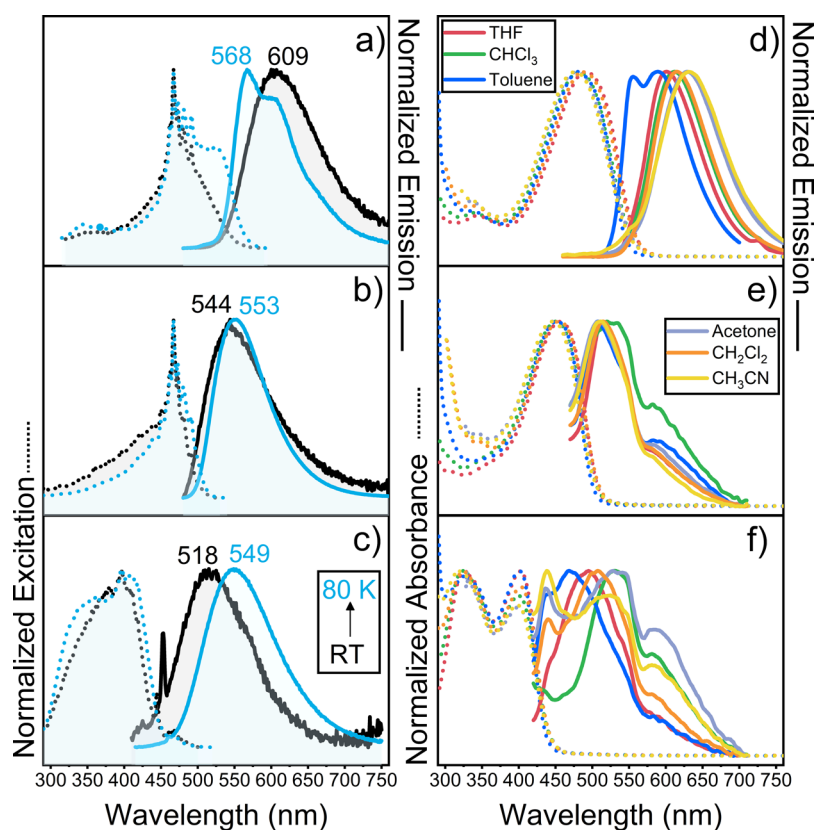 a)
568 609
Normalized Emission
b)
544 553
c)
518 549
80 K
RT
Normalized Excitation
300 350 400 450 500 550 600 650 700 750
Wavelength (nm)
d)
THF
CHCl3
Toluene
Normalized Emission
e)
Acetone
CH2Cl2
CH3CN
f)
Normalized Absorbance
300 350 400 450 500 550 600 650 700 750
Wavelength (nm)